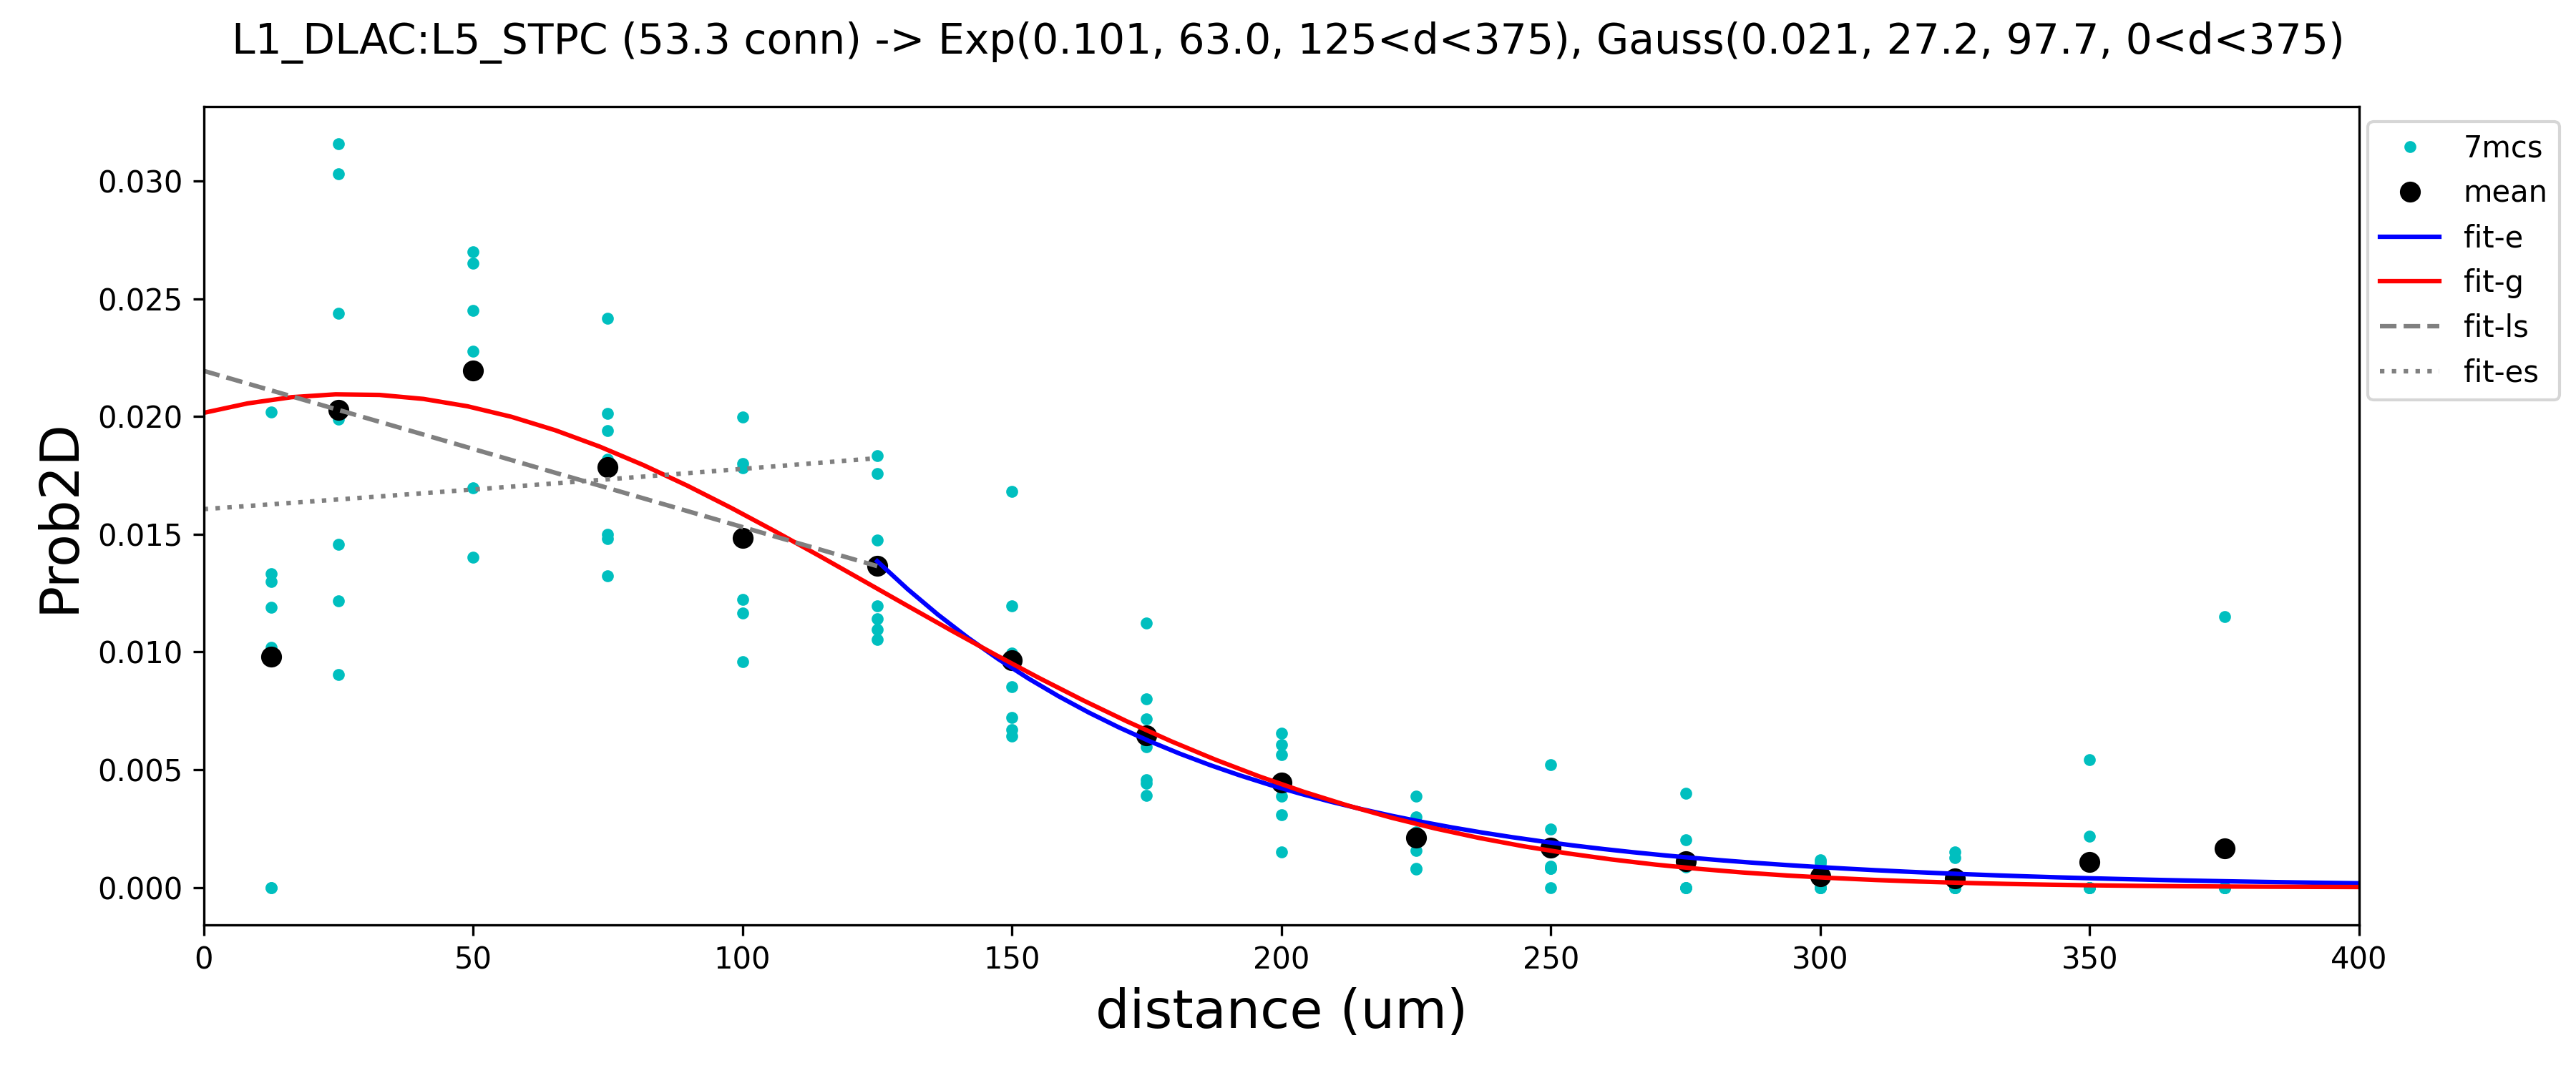 L1_DLAC:L5_STPC (53.3 conn) -> Exp(0.101, 63.0, 125<d<375), Gauss(0.021, 27.2, 97.7, 0<d<375)
7mcs
mean
fit-e
fit-g
fit-ls
fit-es
Prob2D
0.030
0.025
0.020
0.015
0.010
0.005
0.000
0 50 100 150 200 250 300 350 400
distance (um)